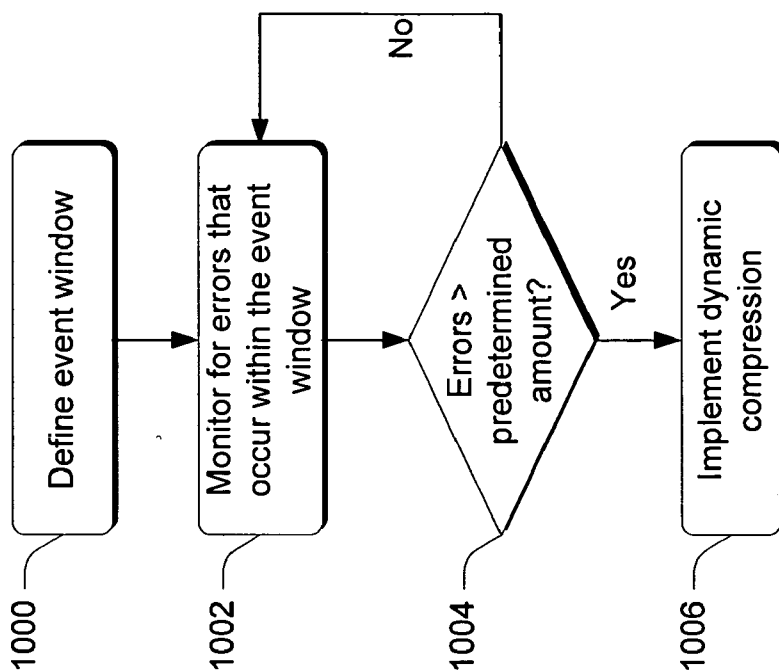 1000
Define event window
1002
Monitor for errors that
occur within the event
window
No
1004
Errors >
predetermined
amount?
Yes
1006
Implement dynamic
compression